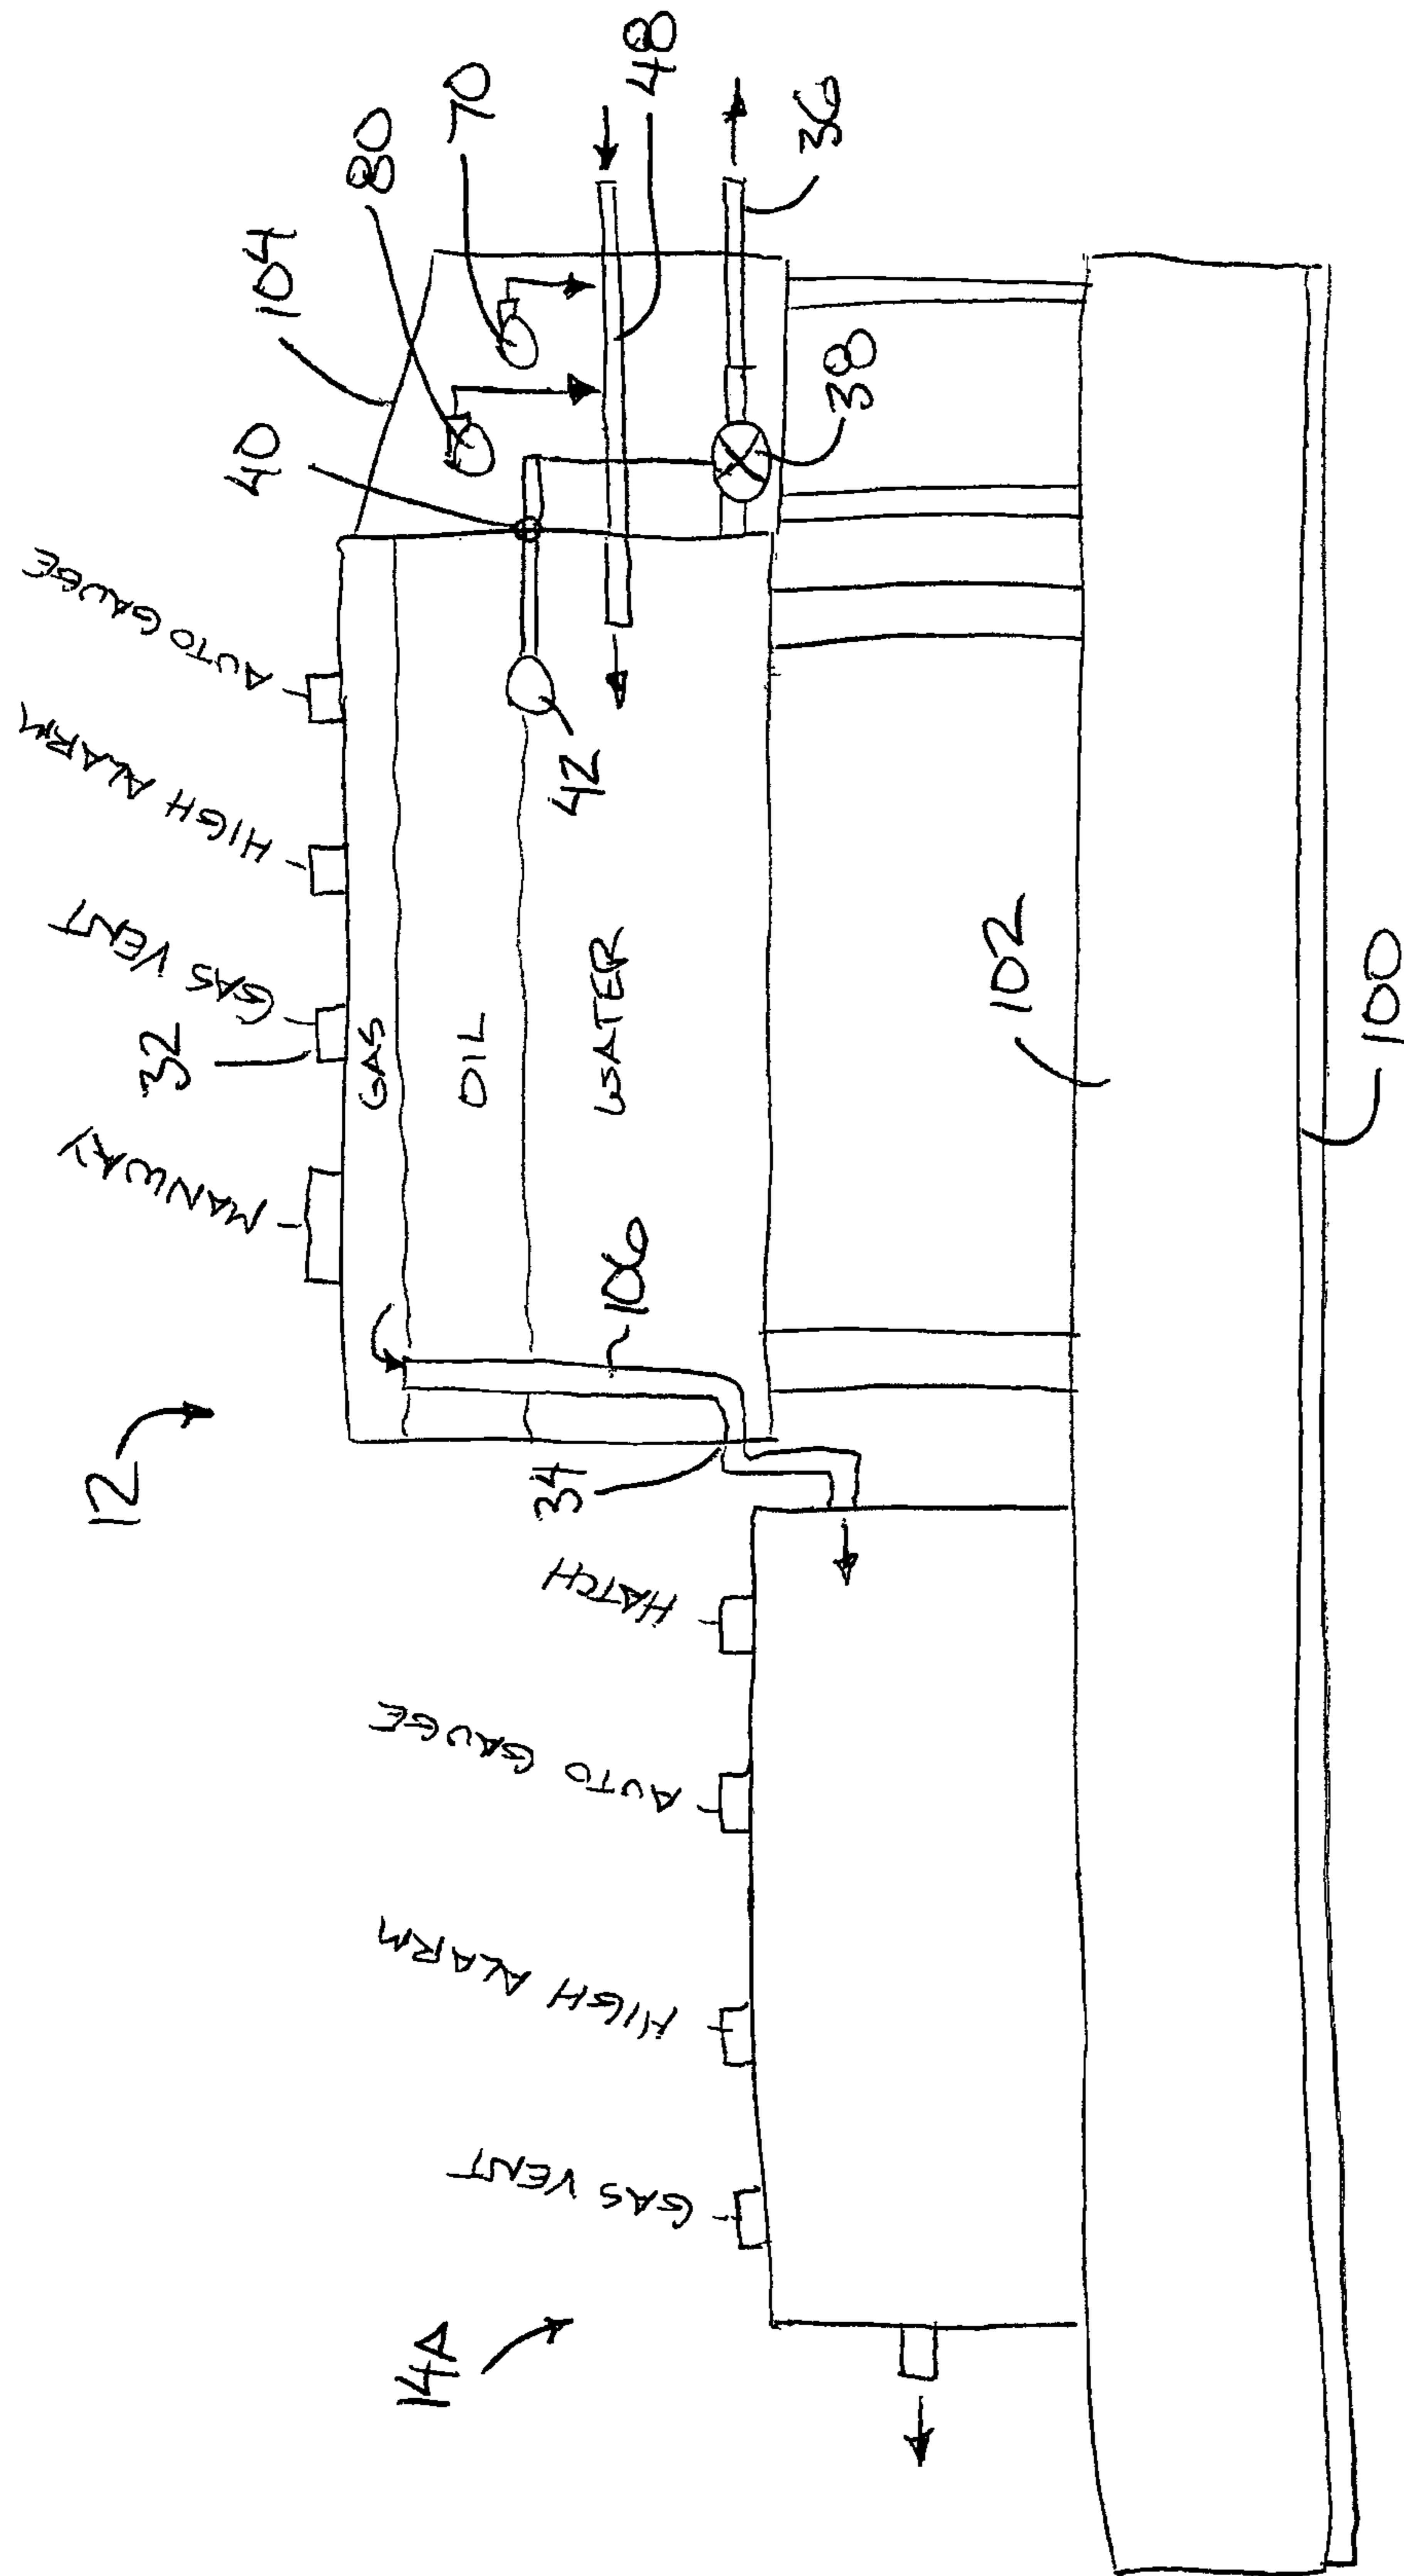 12
MANWAY
GAS VENT
32
HIGH ALARM
AUTO GAUGE
40
104
80
70
48
GAS
OIL
WATER
42
106
34
36
38
14A
GAS VENT
HIGH ALARM
AUTO GAUGE
HATCH
102
100